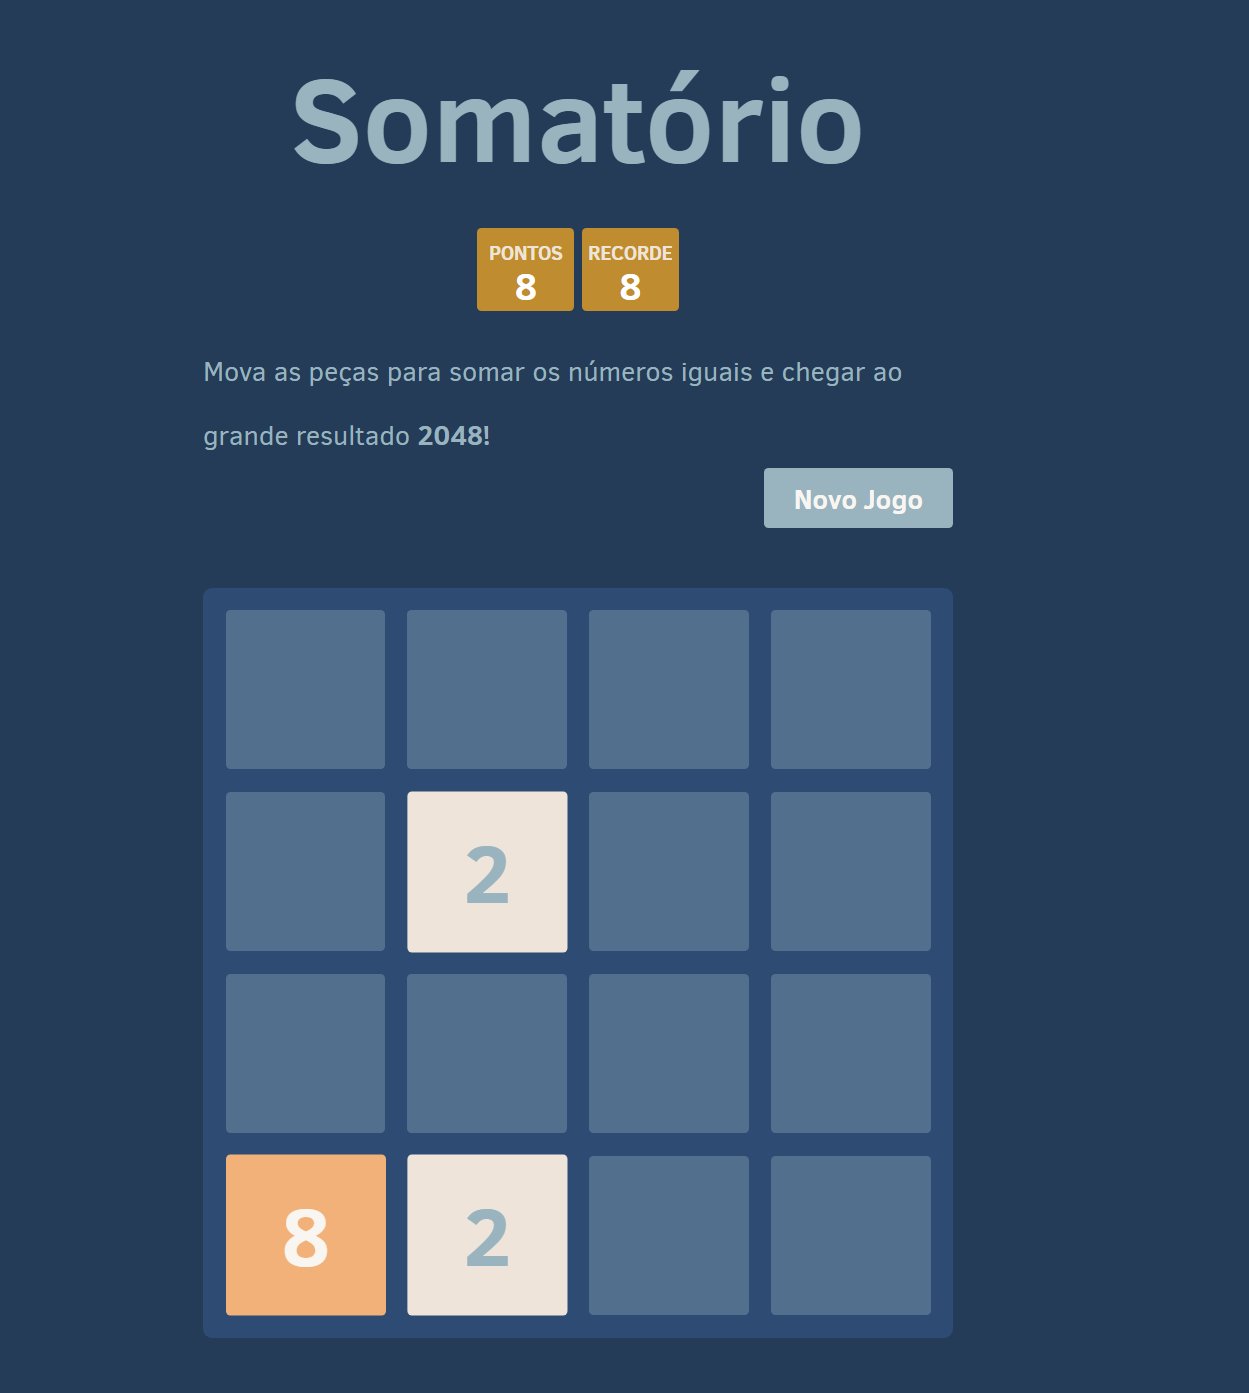 Somatório
PONTOS RECORDE
8 8
Mova as peças para somar os números iguais e chegar ao
grande resultado 2048!
Novo Jogo
2
8 2